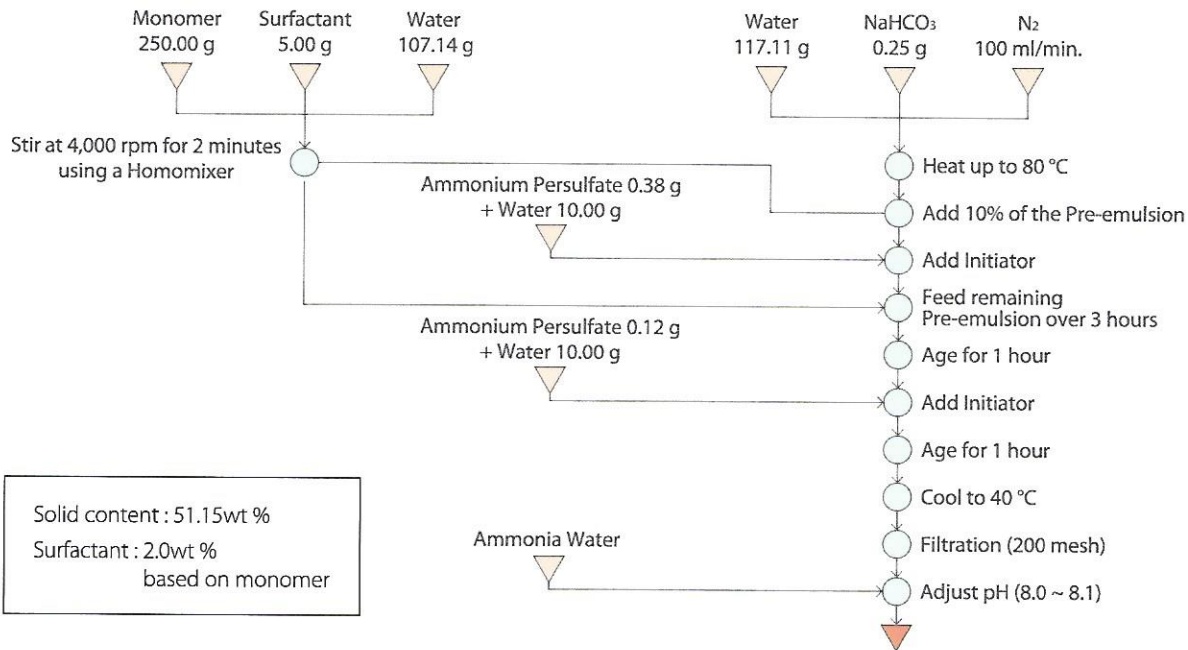 Monomer
250.00 g
Surfactant
5.00 g
Water
107.14 g
Water
117.11 g
NaHCO₃
0.25 g
N₂
100 ml/min.
Stir at 4,000 rpm for 2 minutes
using a Homomixer
Heat up to 80 °C
Ammonium Persulfate 0.38 g
+ Water 10.00 g
Add 10% of the Pre-emulsion
Add Initiator
Feed remaining
Pre-emulsion over 3 hours
Ammonium Persulfate 0.12 g
+ Water 10.00 g
Age for 1 hour
Add Initiator
Age for 1 hour
Cool to 40 °C
Solid content : 51.15wt %
Surfactant : 2.0wt %
based on monomer
Ammonia Water
Filtration (200 mesh)
Adjust pH (8.0 ~ 8.1)